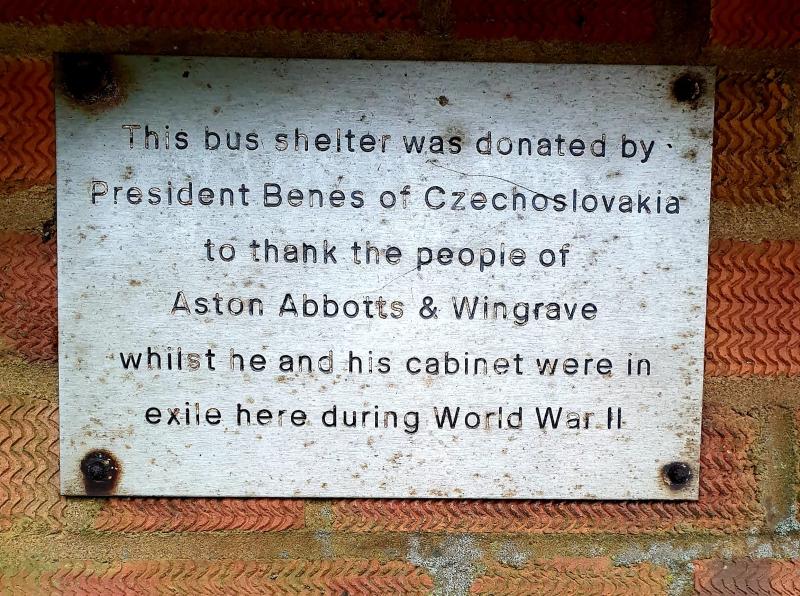 This bus shelter was donated by
President Benes of Czechoslovakia
to thank the people of
Aston Abbotts & Wingrave
whilst he and his cabinet were in
exile here during World War II